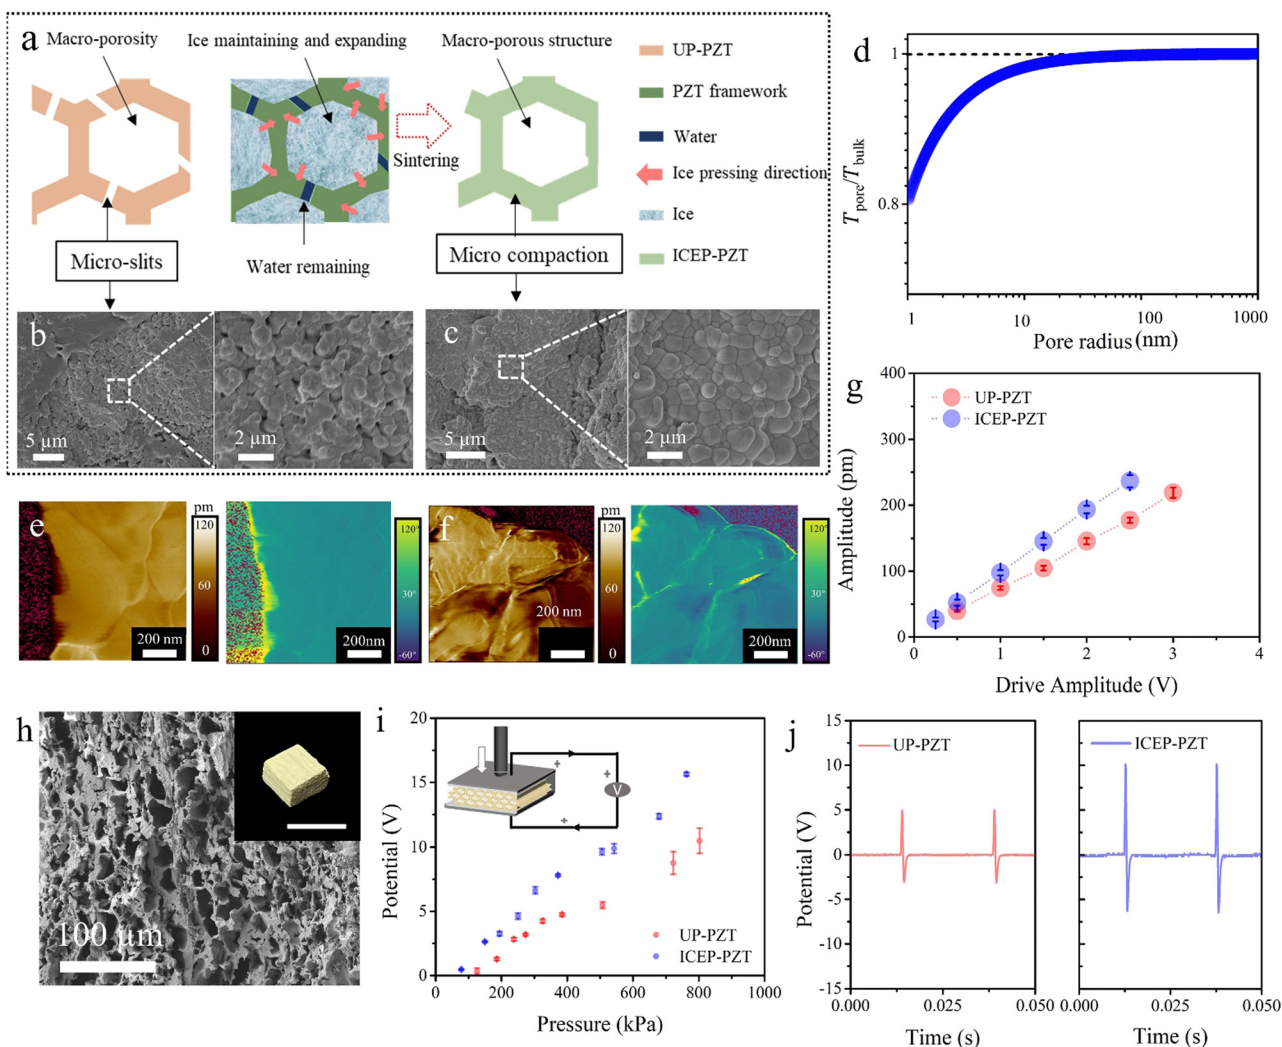 a
Macro-porosity
Ice maintaining and expanding
Macro-porous structure
Sintering
Micro-slits
Water remaining
Micro compaction
UP-PZT
PZT framework
Water
Ice pressing direction
Ice
ICEP-PZT
b
5 µm
2 µm
c
5 µm
2 µm
d
1
0.8
Tpore/Tbulk
1
10
100
1000
Pore radius (nm)
e
200 nm
pm
120
60
0
200nm
120°
30°
-60°
f
200 nm
pm
120
60
0
200nm
120°
30°
-60°
g
UP-PZT
ICEP-PZT
400
300
200
100
0
Amplitude (pm)
0
1
2
3
4
Drive Amplitude (V)
h
100 µm
i
20
15
10
5
0
Potential (V)
+
+
V
+
UP-PZT
ICEP-PZT
0
200
400
600
800
1000
Pressure (kPa)
j
15
10
5
0
-5
-10
-15
Potential (V)
UP-PZT
0.000
0.025
0.050
Time (s)
ICEP-PZT
0.000
0.025
0.050
Time (s)